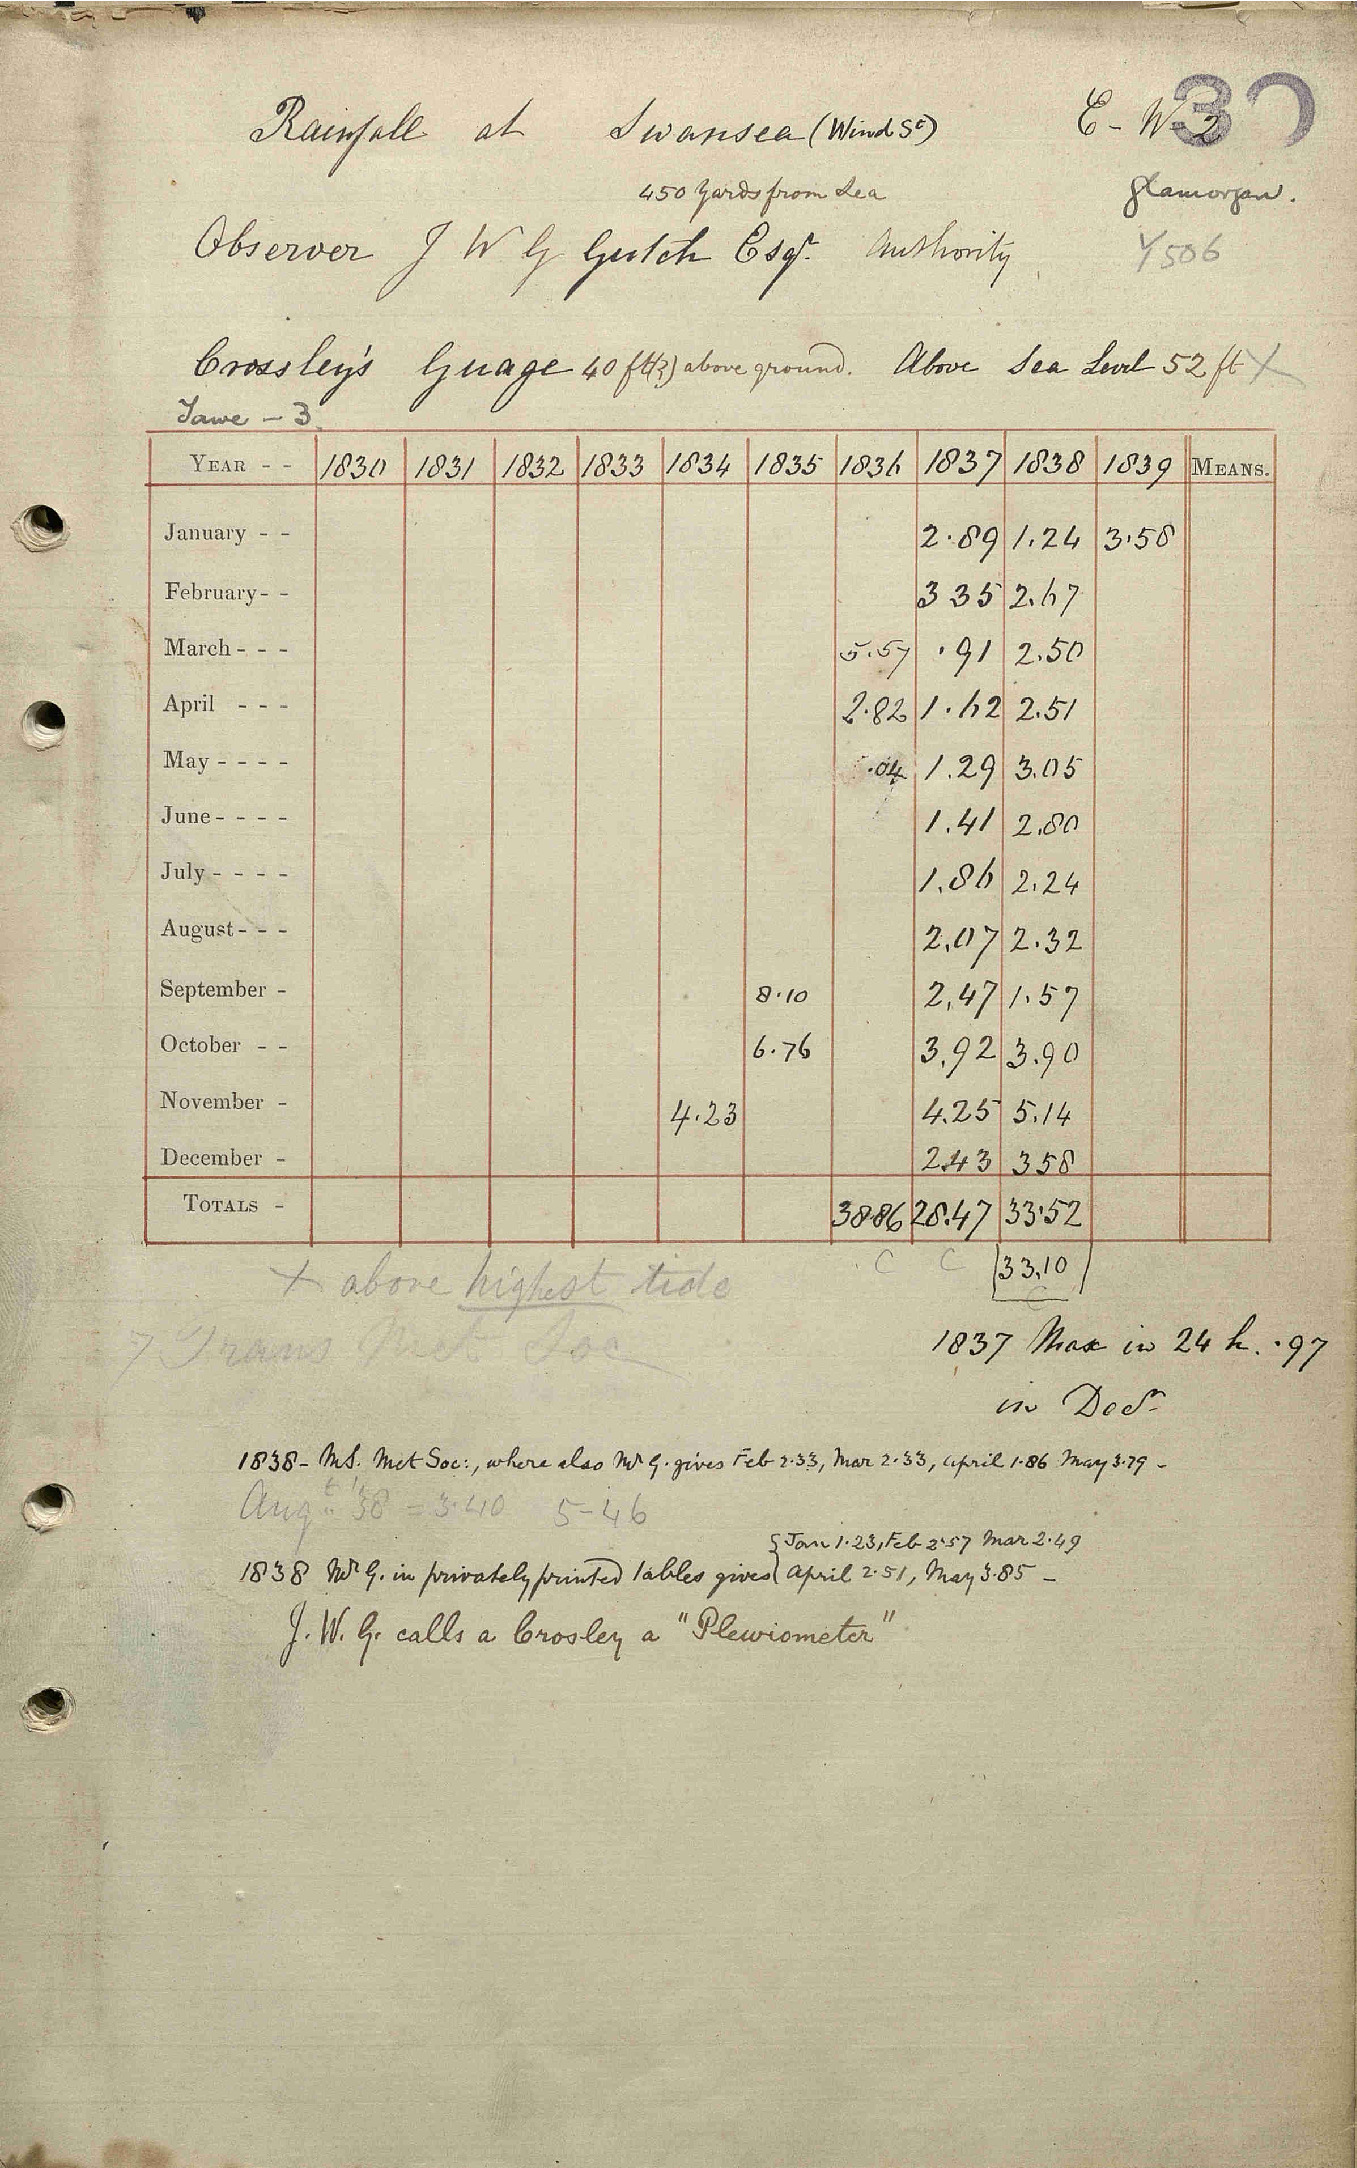 Rainfall at Swansea (Wind St) E - W 2 30
450 Yards from Sea Glamorgan.
Observer J W G Gutch Esqr. Authority Y506
Crossley's Guage 40 ft(?) above ground. Above Sea Level 52 ft X
Tawe - 3
YEAR - - 1830 1831 1832 1833 1834 1835 1836 1837 1838 1839 MEANS.
January - - 2.89 1.24 3.58
February - - 3 35 2.67
March - - - 5.57 .91 2.50
April - - - 2.82 1.62 2.51
May - - - - .04 1.29 3.05
June - - - - 1.41 2.80
July - - - - 1.86 2.24
August - - - 2.07 2.32
September - 8.10 2.47 1.57
October - - 6.76 3.92 3.90
November - 4.23 4.25 5.14
December - 2.43 3 58
TOTALS - 38.86 28.47 33.52
C C 33.10
X above highest tide C
7 Trans Met Soc
1837 Max in 24 h. .97
in Decr
1838 - MS. Met Soc:, where also Mr G. gives Feb 2.33, Mar 2.33, April 1.86 May 3.79 -
Augt '38 = 3.40 5-46
{Jan 1.23, Feb 2.57 Mar 2.49
1838 Mr G. in privately printed tables gives April 2.51, May 3.85 -
J. W. G. calls a Crosley a "Plewiometer"